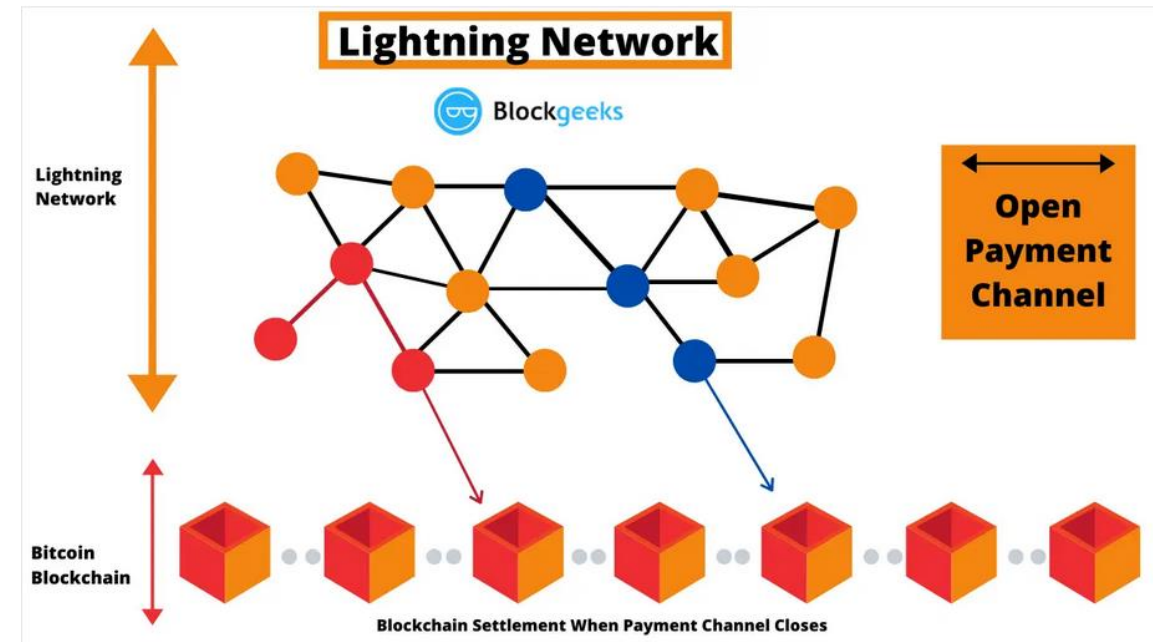 Lightning Network
Blockgeeks
Lightning
Network
Open
Payment
Channel
Bitcoin
Blockchain
Blockchain Settlement When Payment Channel Closes